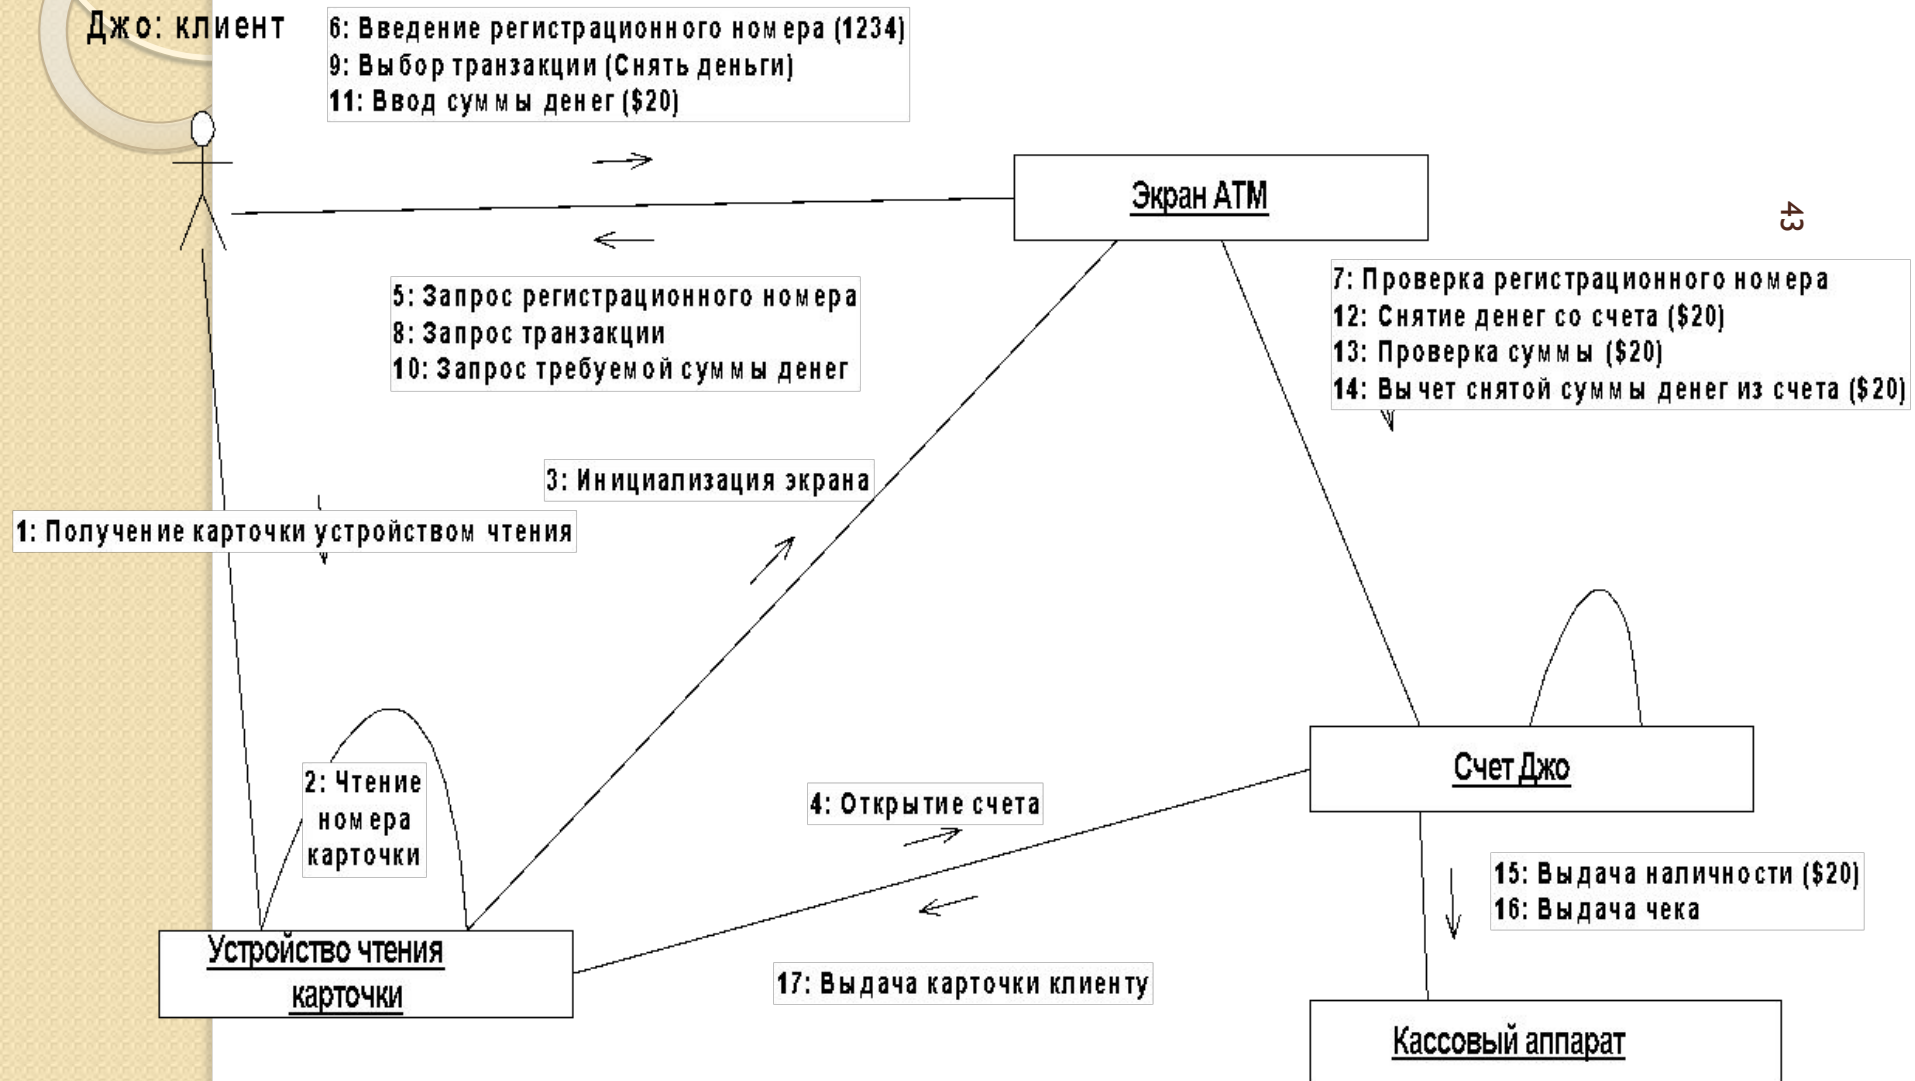 Джо: клиент
6: Введение регистрационного номера (1234)
9: Выбор транзакции (Снять деньги)
11: Ввод суммы денег ($20)
Экран АТМ
43
5: Запрос регистрационного номера
8: Запрос транзакции
10: Запрос требуемой суммы денег
7: Проверка регистрационного номера
12: Снятие денег со счета ($20)
13: Проверка суммы ($20)
14: Вычет снятой суммы денег из счета ($20)
3: Инициализация экрана
1: Получение карточки устройством чтения
2: Чтение
номера
карточки
4: Открытие счета
Счет Джо
15: Выдача наличности ($20)
16: Выдача чека
Устройство чтения
карточки
17: Выдача карточки клиенту
Кассовый аппарат